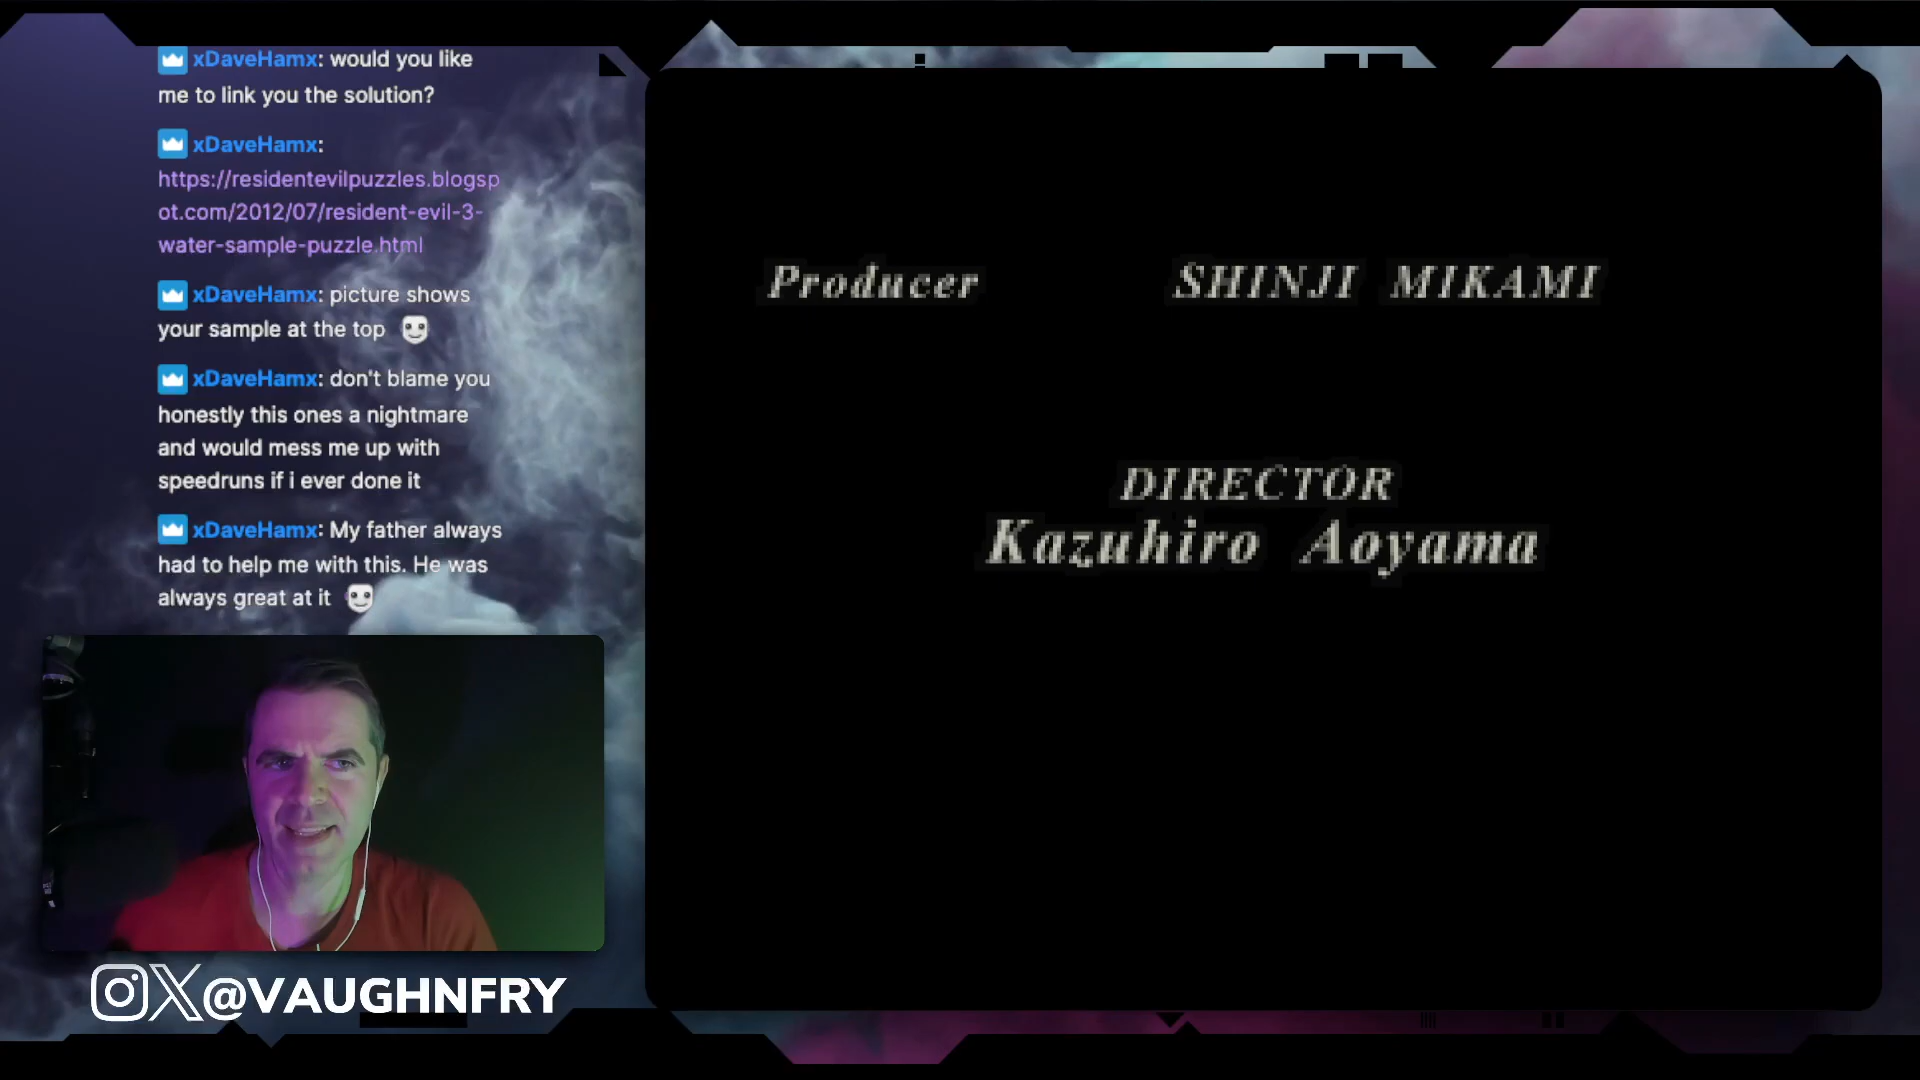 xDaveHamx: would you like
me to link you the solution?
xDaveHamx:
https://residentevilpuzzles.blogsp
ot.com/2012/07/resident-evil-3-
water-sample-puzzle.html
xDaveHamx: picture shows
your sample at the top
xDaveHamx: don't blame you
honestly this ones a nightmare
and would mess me up with
speedruns if i ever done it
xDaveHamx: My father always
had to help me with this. He was
always great at it
@VAUGHNFRY
Producer SHINJI MIKAMI
DIRECTOR
Kazuhiro Aoyama